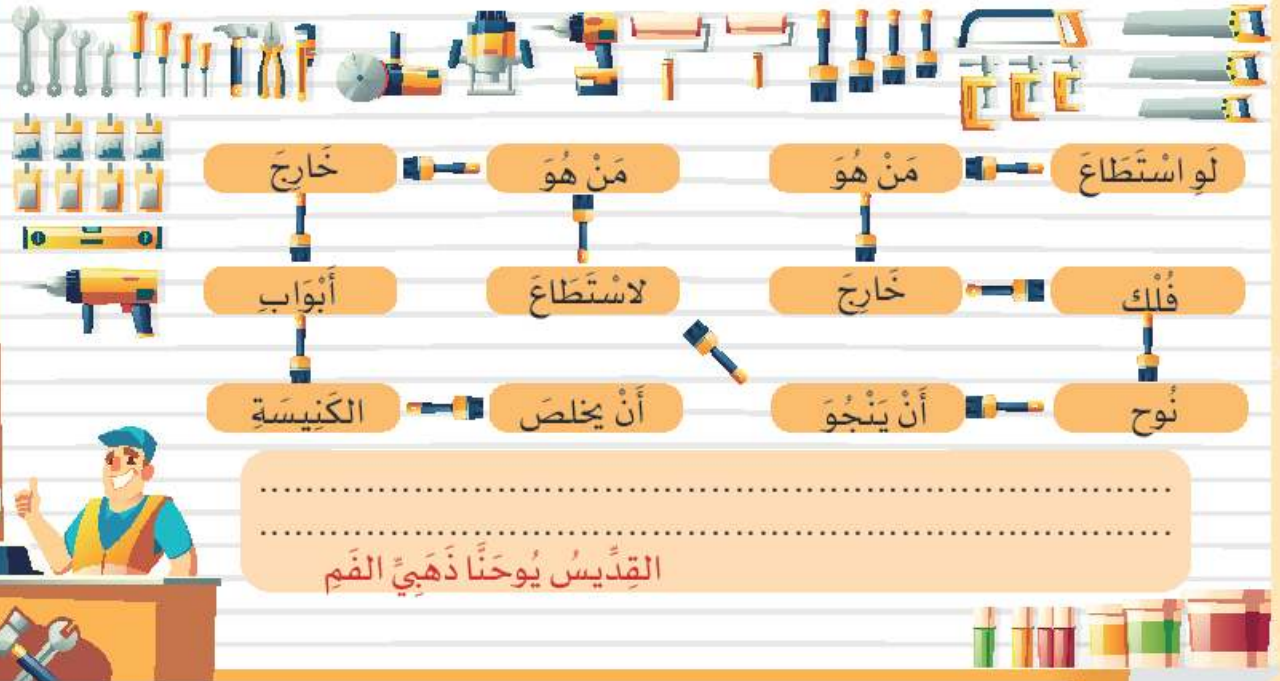 لَوِ اسْتَطَاعَ مَنْ هُوَ مَنْ هُوَ خَارِجَ
فُلْك خَارِجَ لاسْتَطَاعَ أَبْوَابِ
نُوح أَنْ يَنْجُوَ أَنْ يخلصَ الكَنِيسَةِ
القِدِّيسُ يُوحَنَّا ذَهَبِيِّ الفَمِ